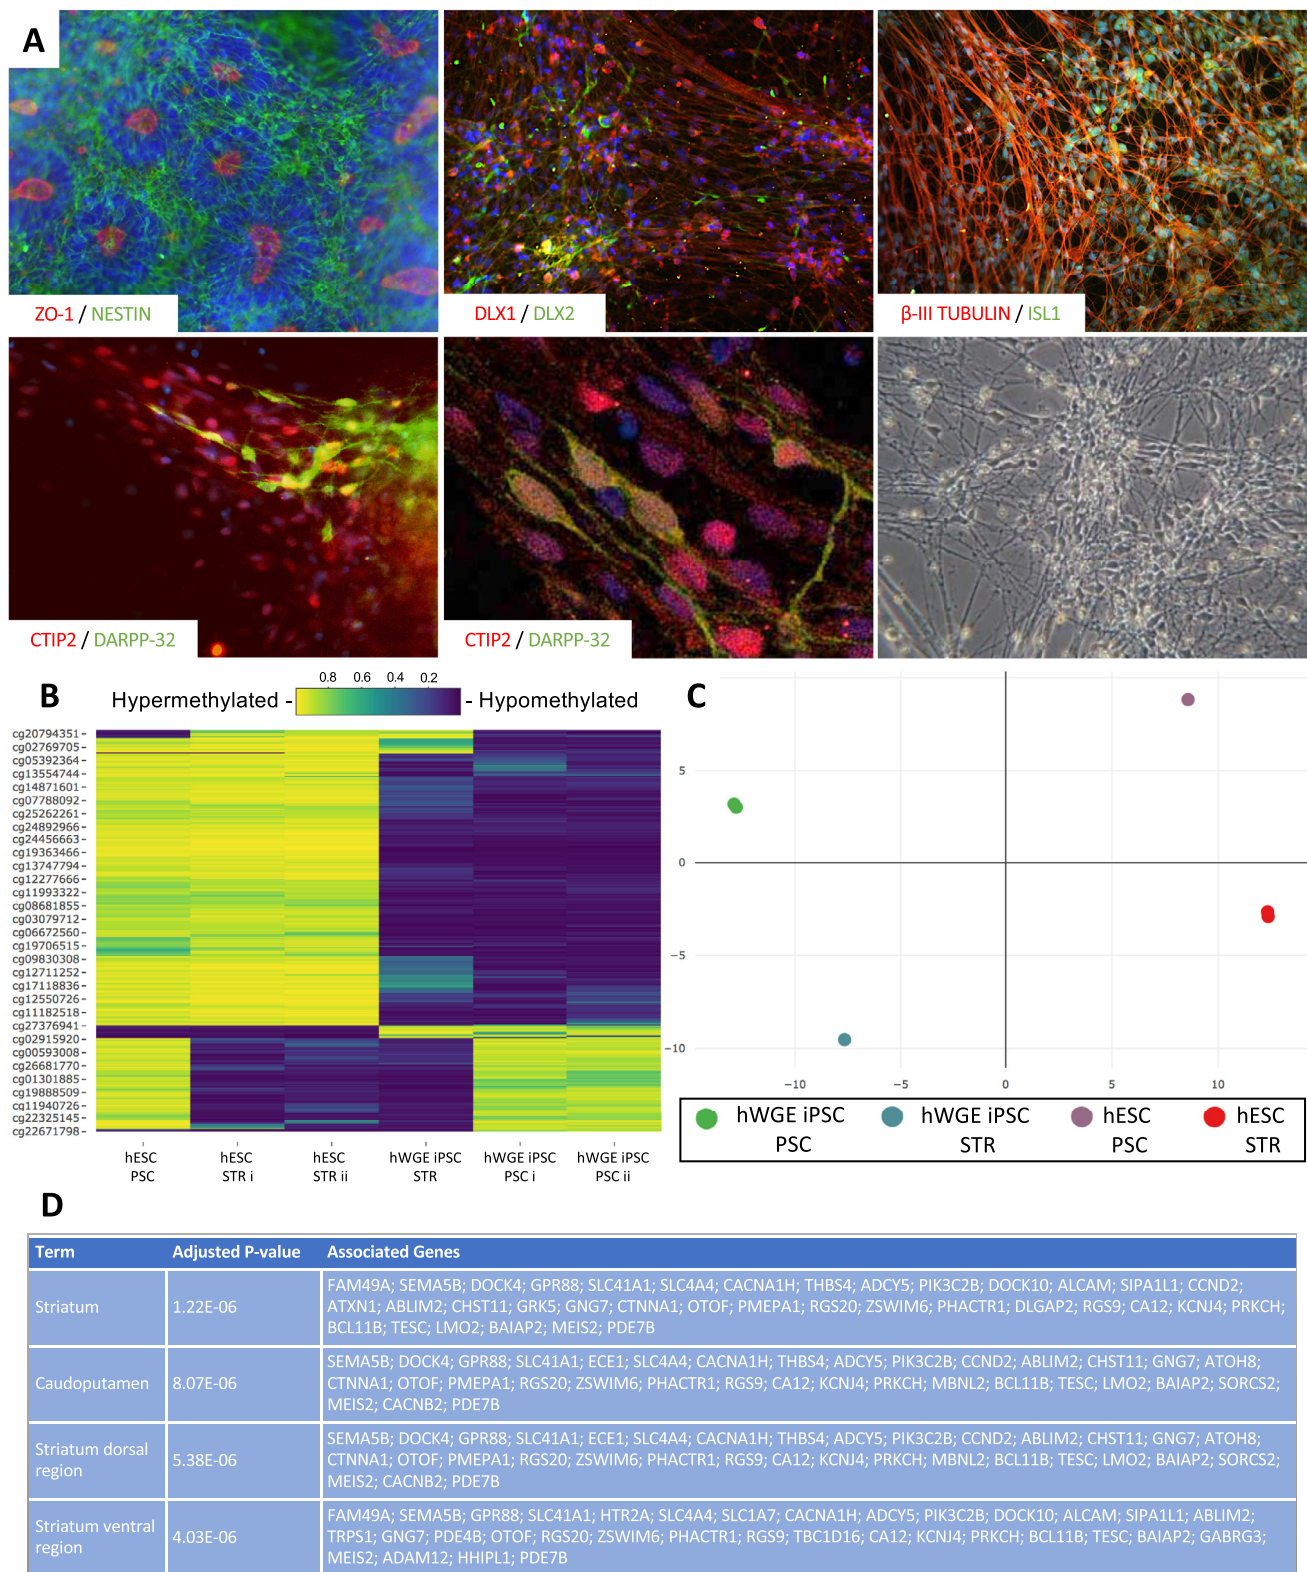 A
ZO-1 / NESTIN
DLX1 / DLX2
β-III TUBULIN / ISL1
CTIP2 / DARPP-32
CTIP2 / DARPP-32
B
0.8 0.6 0.4 0.2
Hypermethylated - - Hypomethylated
cg20794351
cg02769705
cg05392364
cg13554744
cg14871601
cg07788092
cg25262261
cg24892966
cg24456663
cg19363466
cg13747794
cg12277666
cg11993322
cg08681855
cg03079712
cg06672560
cg19706515
cg09830308
cg12711252
cg17118836
cg12550726
cg11182518
cg27376941
cg02915920
cg00593008
cg26681770
cg01301885
cg19888509
cg11940726
cg22325145
cg22671798
hESC PSC
hESC STR i
hESC STR ii
hWGE iPSC STR
hWGE iPSC PSC i
hWGE iPSC PSC ii
C
5
0
−5
−10
−10 −5 0 5 10
hWGE iPSC PSC
hWGE iPSC STR
hESC PSC
hESC STR
D
Term Adjusted P-value Associated Genes
Striatum
1.22E-06
FAM49A; SEMA5B; DOCK4; GPR88; SLC41A1; SLC4A4; CACNA1H; THBS4; ADCY5; PIK3C2B; DOCK10; ALCAM; SIPA1L1; CCND2;
ATXN1; ABLIM2; CHST11; GRK5; GNG7; CTNNA1; OTOF; PMEPA1; RGS20; ZSWIM6; PHACTR1; DLGAP2; RGS9; CA12; KCNJ4; PRKCH;
BCL11B; TESC; LMO2; BAIAP2; MEIS2; PDE7B
Caudoputamen
8.07E-06
SEMA5B; DOCK4; GPR88; SLC41A1; ECE1; SLC4A4; CACNA1H; THBS4; ADCY5; PIK3C2B; CCND2; ABLIM2; CHST11; GNG7; ATOH8;
CTNNA1; OTOF; PMEPA1; RGS20; ZSWIM6; PHACTR1; RGS9; CA12; KCNJ4; PRKCH; MBNL2; BCL11B; TESC; LMO2; BAIAP2; SORCS2;
MEIS2; CACNB2; PDE7B
Striatum dorsal
region
5.38E-06
SEMA5B; DOCK4; GPR88; SLC41A1; ECE1; SLC4A4; CACNA1H; THBS4; ADCY5; PIK3C2B; CCND2; ABLIM2; CHST11; GNG7; ATOH8;
CTNNA1; OTOF; PMEPA1; RGS20; ZSWIM6; PHACTR1; RGS9; CA12; KCNJ4; PRKCH; MBNL2; BCL11B; TESC; LMO2; BAIAP2; SORCS2;
MEIS2; CACNB2; PDE7B
Striatum ventral
region
4.03E-06
FAM49A; SEMA5B; GPR88; SLC41A1; HTR2A; SLC4A4; SLC1A7; CACNA1H; ADCY5; PIK3C2B; DOCK10; ALCAM; SIPA1L1; ABLIM2;
TRPS1; GNG7; PDE4B; OTOF; RGS20; ZSWIM6; PHACTR1; RGS9; TBC1D16; CA12; KCNJ4; PRKCH; BCL11B; TESC; BAIAP2; GABRG3;
MEIS2; ADAM12; HHIPL1; PDE7B